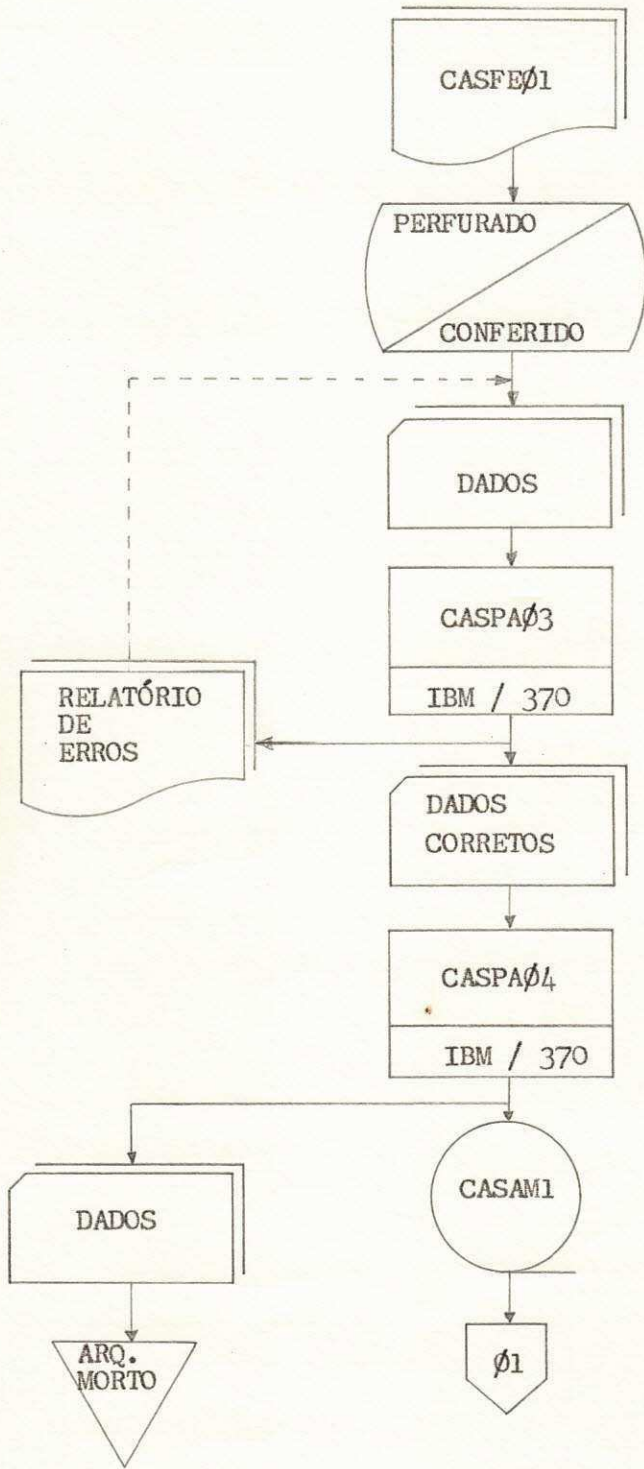 CASFEØ1
PERFURADO
CONFERIDO
DADOS
CASPAØ3
IBM / 370
RELATÓRIO
DE
ERROS
DADOS
CORRETOS
CASPAØ4
IBM / 370
DADOS
CASAM1
ARQ.
MORTO
Ø1